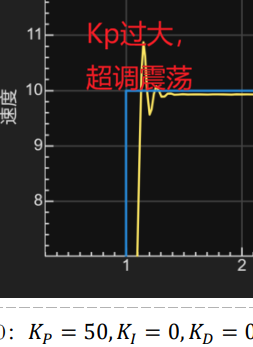 Kp过大，
超调震荡
速度
11
10
9
8
1
2
0：K_P = 50, K_I = 0, K_D = 0